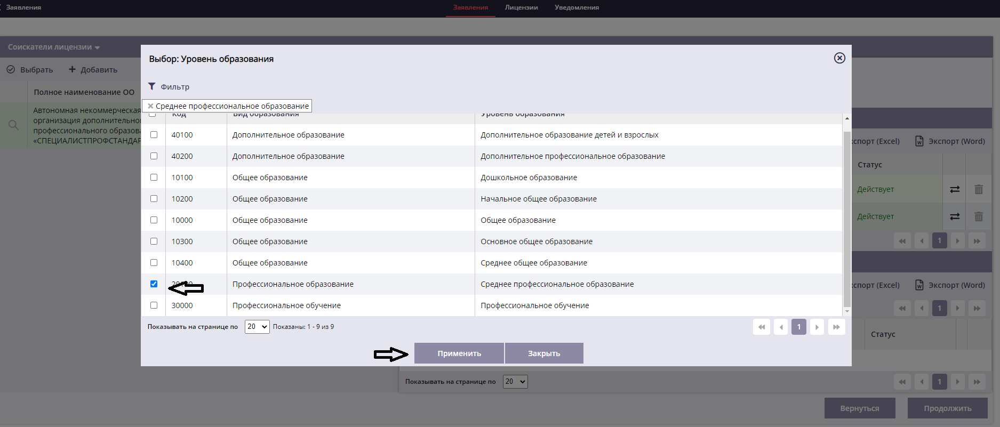 Заявления
Заявления Лицензии Уведомления
Соискатели лицензии
Выбрать Добавить
Полное наименование ОО
Автономная некоммерческая
организация дополнительно
профессионального образова
«СПЕЦИАЛИСТПРОФСТАНДАР
Выбор: Уровень образования
Фильтр
Среднее профессиональное образование
Код Вид образования Уровень образования
40100 Дополнительное образование Дополнительное образование детей и взрослых
40200 Дополнительное образование Дополнительное профессиональное образование
10100 Общее образование Дошкольное образование
10200 Общее образование Начальное общее образование
10000 Общее образование Общее образование
10300 Общее образование Основное общее образование
10400 Общее образование Среднее общее образование
20100 Профессиональное образование Среднее профессиональное образование
30000 Профессиональное обучение Профессиональное обучение
Показывать на странице по 20 Показаны: 1 - 9 из 9 1
Применить Закрыть
кспорт (Excel) Экспорт (Word)
Статус
Действует
Действует
1
кспорт (Excel) Экспорт (Word)
1
Статус
Показывать на странице по 20 1
Вернуться Продолжить